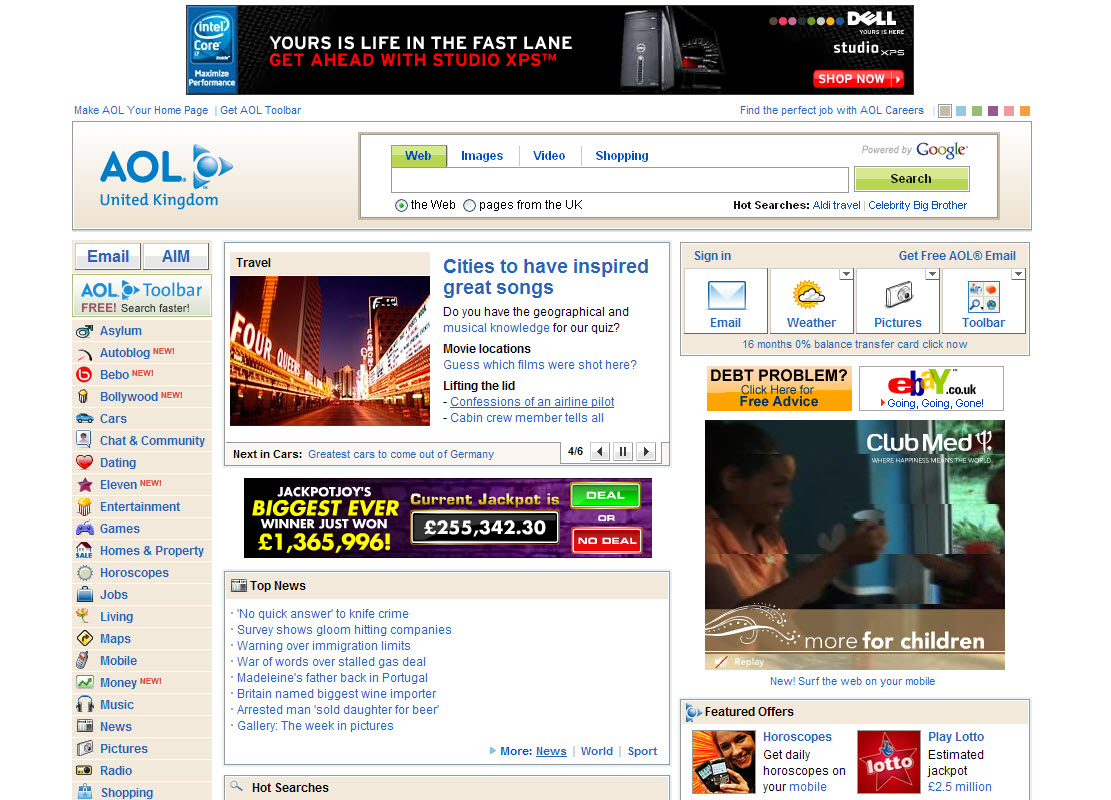 intel
Core
i7
inside
Maximize
Performance
YOURS IS LIFE IN THE FAST LANE
GET AHEAD WITH STUDIO XPS™
DELL
YOURS IS HERE
studio XPS
SHOP NOW
Make AOL Your Home Page | Get AOL Toolbar
Find the perfect job with AOL Careers
AOL
United Kingdom
Web Images Video Shopping
Powered by Google
Search
the Web pages from the UK
Hot Searches: Aldi travel | Celebrity Big Brother
Email AIM
AOL Toolbar
FREE! Search faster!
Asylum
Autoblog NEW!
Bebo NEW!
Bollywood NEW!
Cars
Chat & Community
Dating
Eleven NEW!
Entertainment
Games
SALE
Homes & Property
Horoscopes
Jobs
Living
Maps
Mobile
Money NEW!
Music
News
Pictures
Radio
Shopping
Travel
FOUR QUEENS
Cities to have inspired
great songs
Do you have the geographical and
musical knowledge for our quiz?
Movie locations
Guess which films were shot here?
Lifting the lid
- Confessions of an airline pilot
- Cabin crew member tells all
Next in Cars: Greatest cars to come out of Germany
4/6
JACKPOTJOY'S
BIGGEST EVER
WINNER JUST WON
£1,365,996!
Current Jackpot is
£255,342.30
DEAL
OR
NO DEAL
Top News
· 'No quick answer' to knife crime
· Survey shows gloom hitting companies
· Warning over immigration limits
· War of words over stalled gas deal
· Madeleine's father back in Portugal
· Britain named biggest wine importer
· Arrested man 'sold daughter for beer'
· Gallery: The week in pictures
More: News | World | Sport
Hot Searches
Sign in
Get Free AOL® Email
Email Weather Pictures Toolbar
16 months 0% balance transfer card click now
DEBT PROBLEM?
Click Here for
Free Advice
ebay™.co.uk
Going, Going, Gone!
Club Med
WHERE HAPPINESS MEANS THE WORLD
more for children
Replay
New! Surf the web on your mobile
Featured Offers
Horoscopes
Get daily
horoscopes on
your mobile
lotto
Play Lotto
Estimated
jackpot
£2.5 million